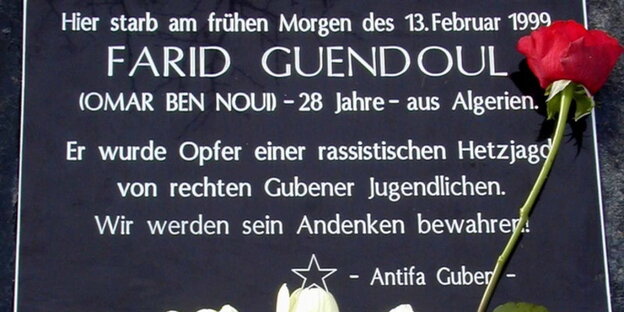 Hier starb am frühen Morgen des 13. Februar 1999
FARID GUENDOUL
(OMAR BEN NOUI) - 28 Jahre - aus Algerien.
Er wurde Opfer einer rassistischen Hetzjagd
von rechten Gubener Jugendlichen.
Wir werden sein Andenken bewahren!
- Antifa Guben -